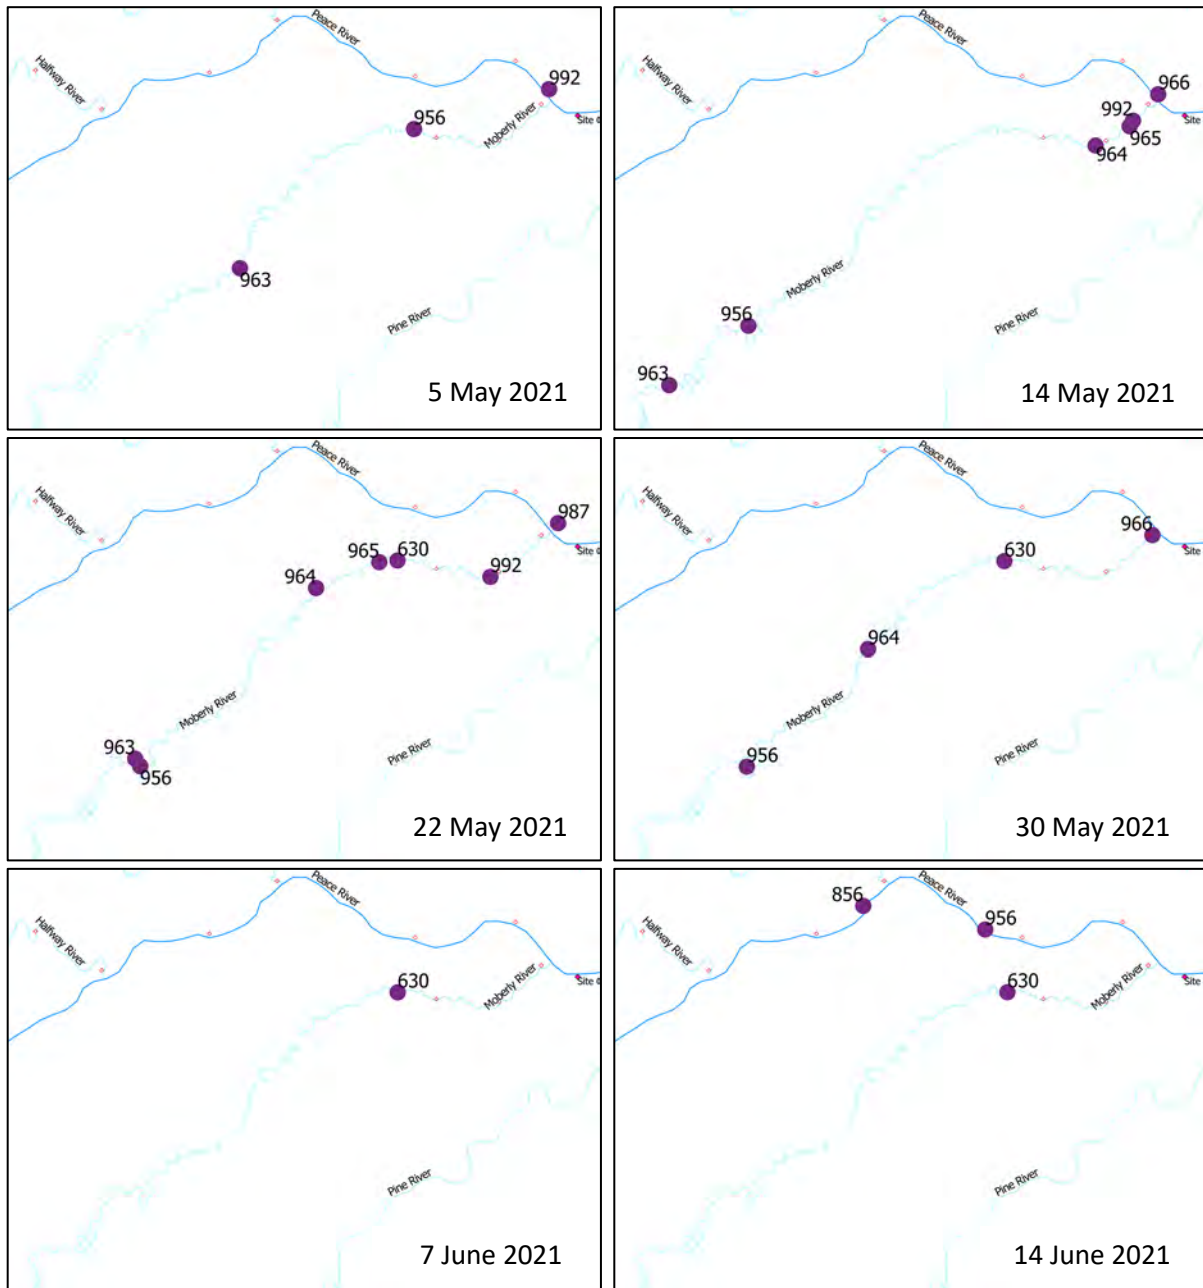 Peace River
Halfway River
992
956
Moberly River
Site
963
Pine River
5 May 2021
Peace River
Halfway River
966
992
965
964
Site
Moberly River
956
963
Pine River
14 May 2021
Peace River
Halfway River
987
965
630
992
964
Site
Moberly River
963
956
Pine River
22 May 2021
Peace River
Halfway River
966
630
Site
964
Moberly River
956
Pine River
30 May 2021
Peace River
Halfway River
630
Moberly River
Site
Pine River
7 June 2021
856
Peace River
956
Halfway River
630
Moberly River
Site
Pine River
14 June 2021